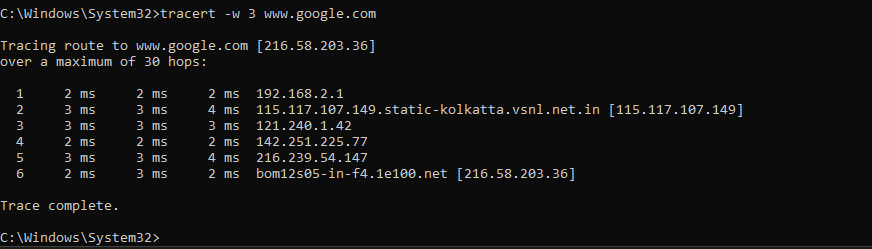 C:\Windows\System32>tracert -w 3 www.google.com
Tracing route to www.google.com [216.58.203.36]
over a maximum of 30 hops:
1 2 ms 2 ms 2 ms 192.168.2.1
2 3 ms 3 ms 4 ms 115.117.107.149.static-kolkatta.vsnl.net.in [115.117.107.149]
3 3 ms 3 ms 3 ms 121.240.1.42
4 2 ms 2 ms 2 ms 142.251.225.77
5 3 ms 3 ms 4 ms 216.239.54.147
6 2 ms 3 ms 2 ms bom12s05-in-f4.1e100.net [216.58.203.36]
Trace complete.
C:\Windows\System32>